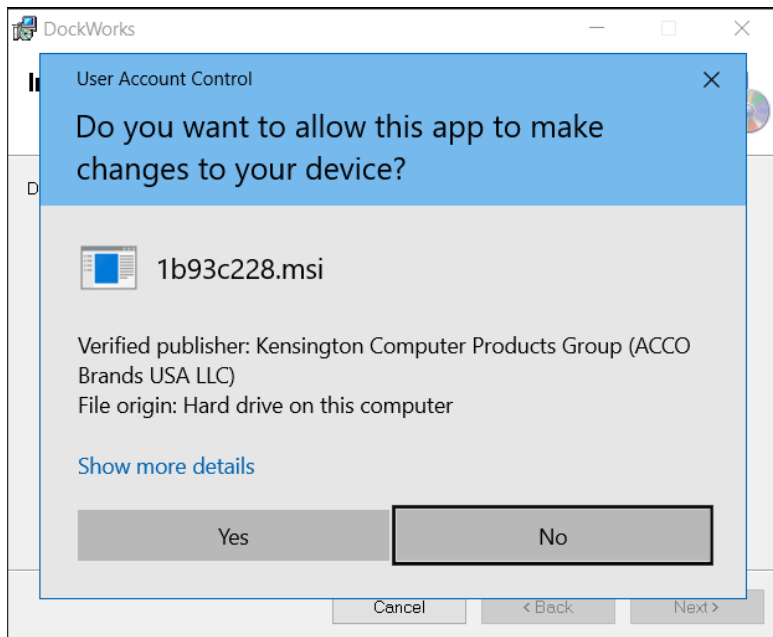 DockWorks
User Account Control
Do you want to allow this app to make
changes to your device?
1b93c228.msi
Verified publisher: Kensington Computer Products Group (ACCO
Brands USA LLC)
File origin: Hard drive on this computer
Show more details
Yes No
Cancel < Back Next >